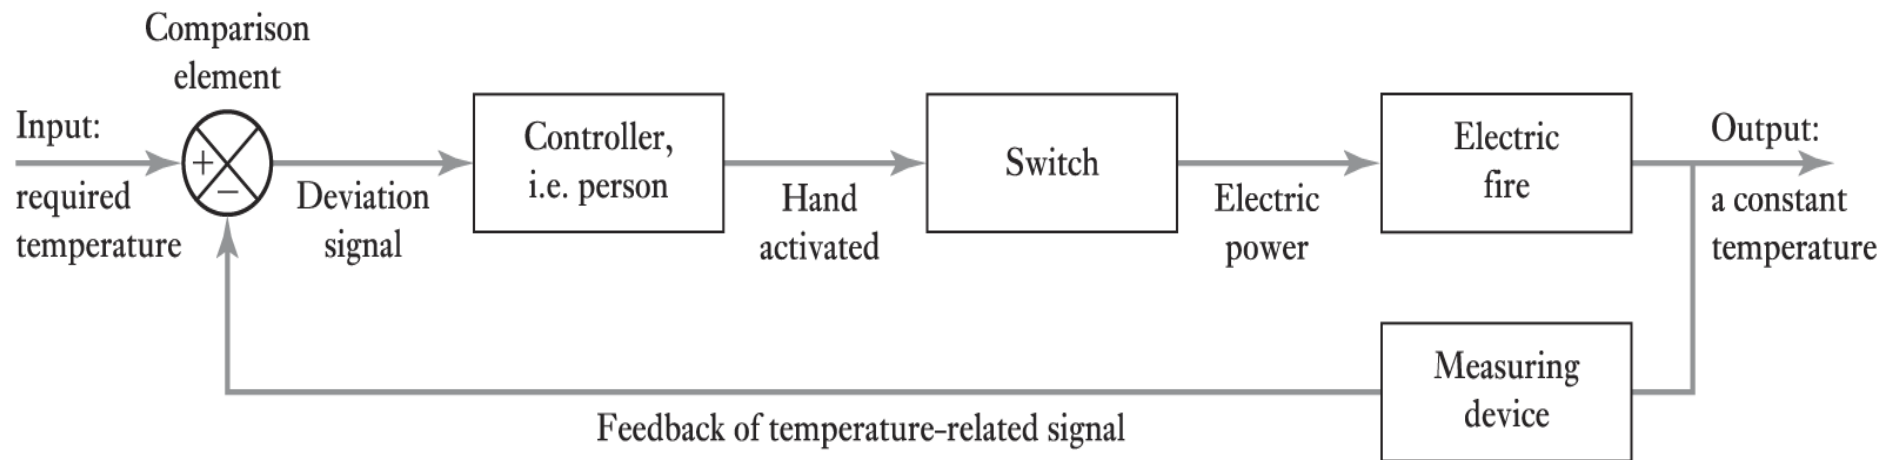 Comparison
element
Input:
required
temperature
+
−
Deviation
signal
Controller,
i.e. person
Hand
activated
Switch
Electric
power
Electric
fire
Output:
a constant
temperature
Measuring
device
Feedback of temperature-related signal